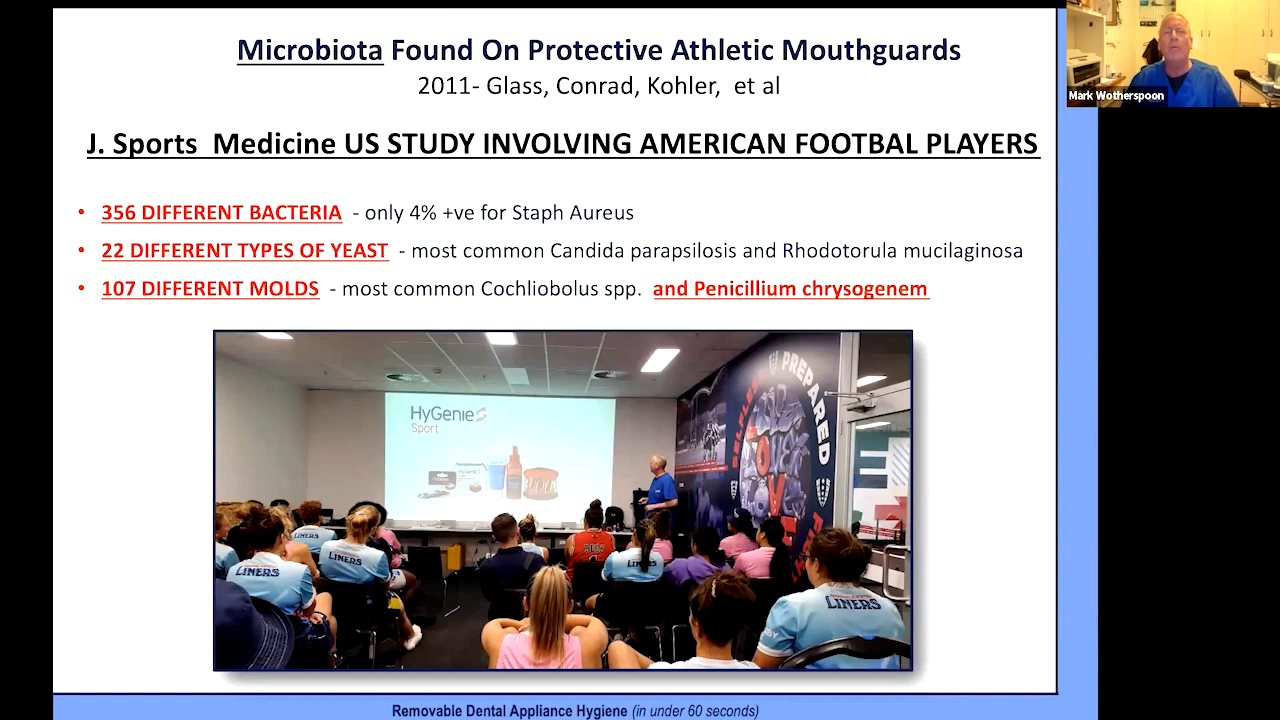 Microbiota Found On Protective Athletic Mouthguards
2011- Glass, Conrad, Kohler, et al
J. Sports Medicine US STUDY INVOLVING AMERICAN FOOTBAL PLAYERS
• 356 DIFFERENT BACTERIA - only 4% +ve for Staph Aureus
• 22 DIFFERENT TYPES OF YEAST - most common Candida parapsilosis and Rhodotorula mucilaginosa
• 107 DIFFERENT MOLDS - most common Cochliobolus spp. and Penicillium chrysogenem
Mark Wotherspoon
HyGenie
Sport
PREPARED
LINERS
LINERS
LINERS
LINERS
LINERS
Removable Dental Appliance Hygiene (in under 60 seconds)